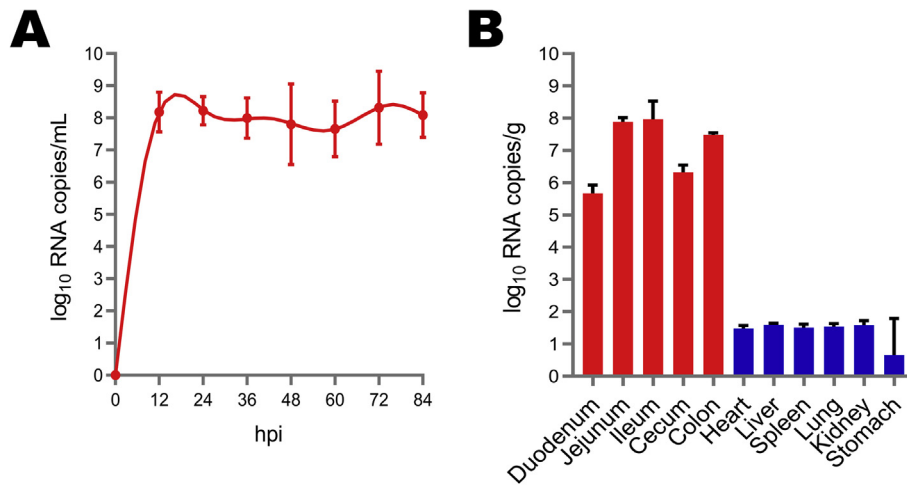 A
log10 RNA copies/mL
10
9
8
7
6
5
4
3
2
1
0
0 12 24 36 48 60 72 84
hpi
B
log10 RNA copies/g
10
9
8
7
6
5
4
3
2
1
0
Duodenum
Jejunum
Ileum
Cecum
Colon
Heart
Liver
Spleen
Lung
Kidney
Stomach